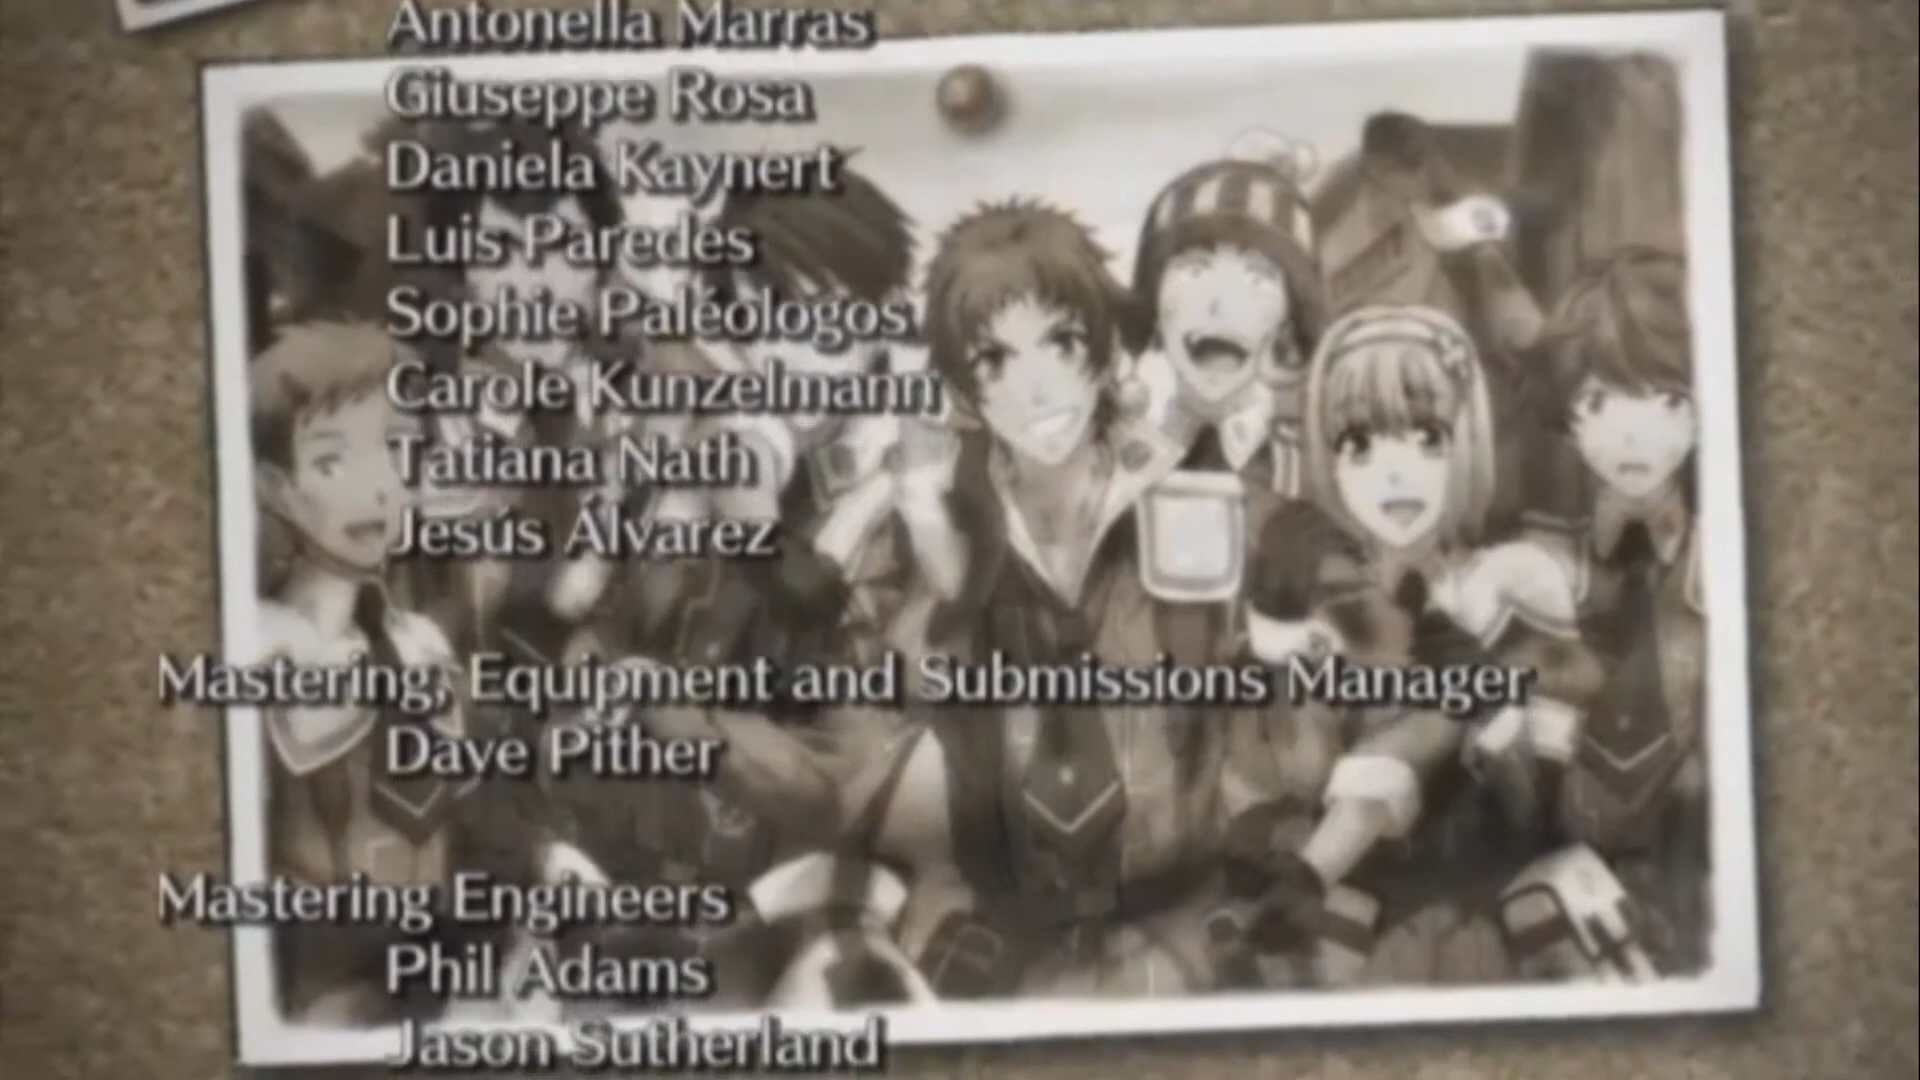 Antonella Marras
Giuseppe Rosa
Daniela Kaynert
Luis Paredes
Sophie Paléologos
Carole Kunzelmann
Tatiana Nath
Jesús Álvarez
Mastering, Equipment and Submissions Manager
Dave Pither
Mastering Engineers
Phil Adams
Jason Sutherland